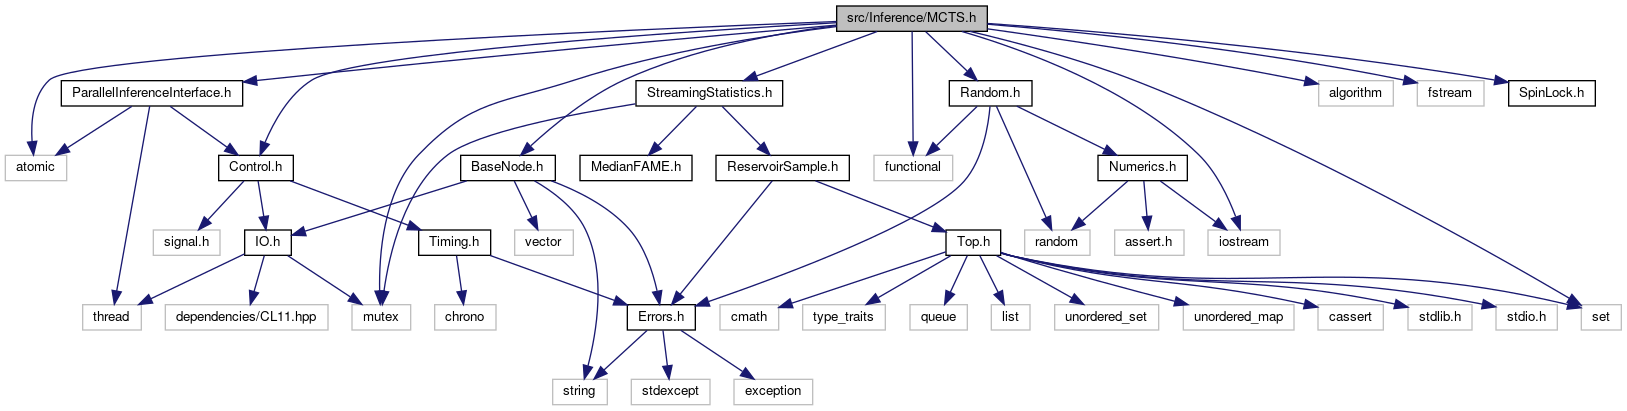 src/Inference/MCTS.h
ParallelInferenceInterface.h
StreamingStatistics.h
Random.h
algorithm
fstream
SpinLock.h
atomic
Control.h
BaseNode.h
MedianFAME.h
ReservoirSample.h
functional
Numerics.h
signal.h
IO.h
Timing.h
vector
Top.h
random
assert.h
iostream
thread
dependencies/CL11.hpp
mutex
chrono
Errors.h
cmath
type_traits
queue
list
unordered_set
unordered_map
cassert
stdlib.h
stdio.h
set
string
stdexcept
exception